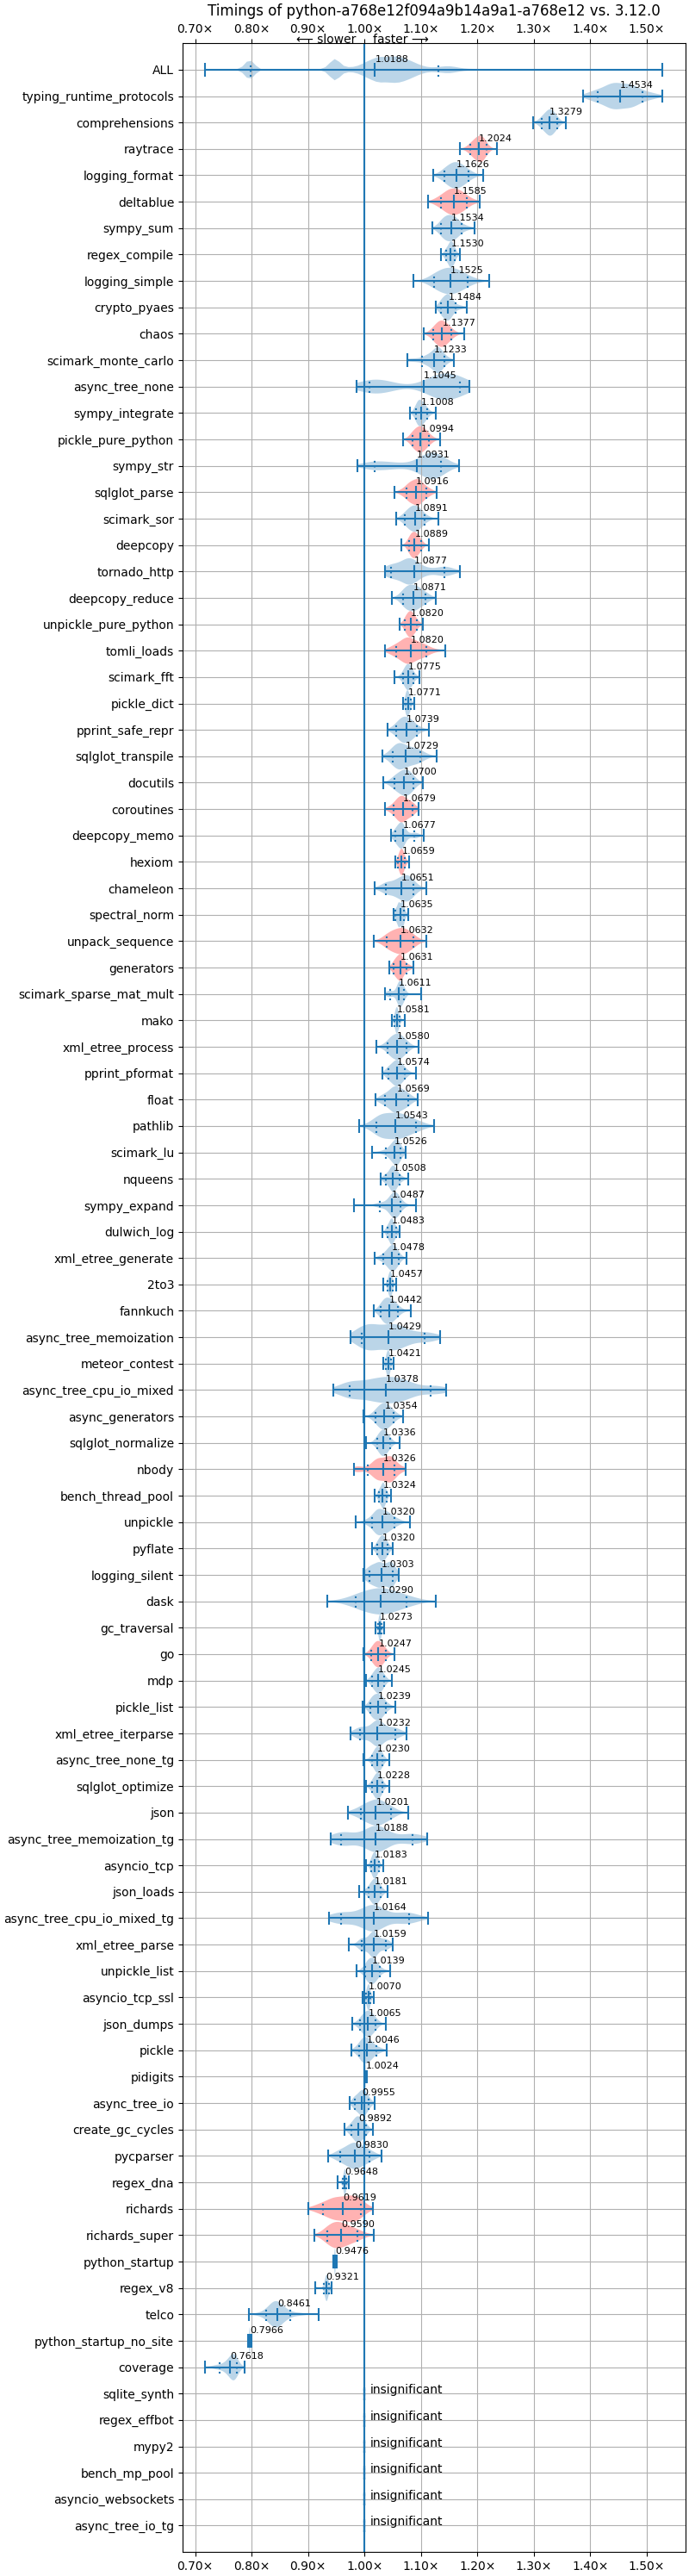 Timings of python-a768e12f094a9b14a9a1-a768e12 vs. 3.12.0
0.70× 0.80× 0.90× 1.00× 1.10× 1.20× 1.30× 1.40× 1.50×
⟵ slower faster ⟶
ALL 1.0188
typing_runtime_protocols 1.4534
comprehensions 1.3279
raytrace 1.2024
logging_format 1.1626
deltablue 1.1585
sympy_sum 1.1534
regex_compile 1.1530
logging_simple 1.1525
crypto_pyaes 1.1484
chaos 1.1377
scimark_monte_carlo 1.1233
async_tree_none 1.1045
sympy_integrate 1.1008
pickle_pure_python 1.0994
sympy_str 1.0931
sqlglot_parse 1.0916
scimark_sor 1.0891
deepcopy 1.0889
tornado_http 1.0877
deepcopy_reduce 1.0871
unpickle_pure_python 1.0820
tomli_loads 1.0820
scimark_fft 1.0775
pickle_dict 1.0771
pprint_safe_repr 1.0739
sqlglot_transpile 1.0729
docutils 1.0700
coroutines 1.0679
deepcopy_memo 1.0677
hexiom 1.0659
chameleon 1.0651
spectral_norm 1.0635
unpack_sequence 1.0632
generators 1.0631
scimark_sparse_mat_mult 1.0611
mako 1.0581
xml_etree_process 1.0580
pprint_pformat 1.0574
float 1.0569
pathlib 1.0543
scimark_lu 1.0526
nqueens 1.0508
sympy_expand 1.0487
dulwich_log 1.0483
xml_etree_generate 1.0478
2to3 1.0457
fannkuch 1.0442
async_tree_memoization 1.0429
meteor_contest 1.0421
async_tree_cpu_io_mixed 1.0378
async_generators 1.0354
sqlglot_normalize 1.0336
nbody 1.0326
bench_thread_pool 1.0324
unpickle 1.0320
pyflate 1.0320
logging_silent 1.0303
dask 1.0290
gc_traversal 1.0273
go 1.0247
mdp 1.0245
pickle_list 1.0239
xml_etree_iterparse 1.0232
async_tree_none_tg 1.0230
sqlglot_optimize 1.0228
json 1.0201
async_tree_memoization_tg 1.0188
asyncio_tcp 1.0183
json_loads 1.0181
async_tree_cpu_io_mixed_tg 1.0164
xml_etree_parse 1.0159
unpickle_list 1.0139
asyncio_tcp_ssl 1.0070
json_dumps 1.0065
pickle 1.0046
pidigits 1.0024
async_tree_io 0.9955
create_gc_cycles 0.9892
pycparser 0.9830
regex_dna 0.9648
richards 0.9619
richards_super 0.9590
python_startup 0.9476
regex_v8 0.9321
telco 0.8461
python_startup_no_site 0.7966
coverage 0.7618
sqlite_synth insignificant
regex_effbot insignificant
mypy2 insignificant
bench_mp_pool insignificant
asyncio_websockets insignificant
async_tree_io_tg insignificant
0.70× 0.80× 0.90× 1.00× 1.10× 1.20× 1.30× 1.40× 1.50×